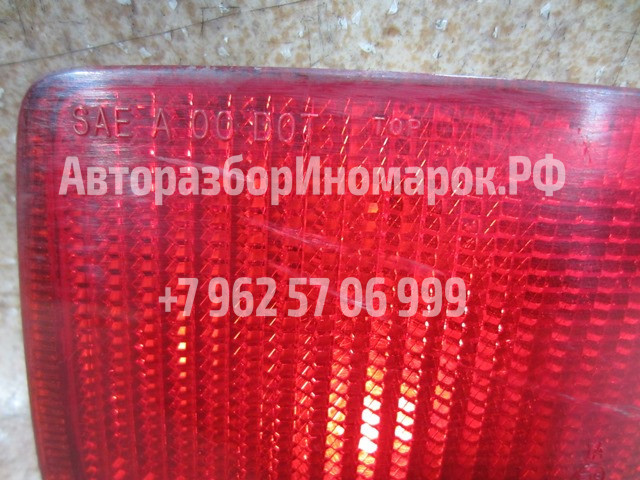 SAE A 00 DOT TOP
АвторазборИномарок.РФ
+7 962 57 06 999